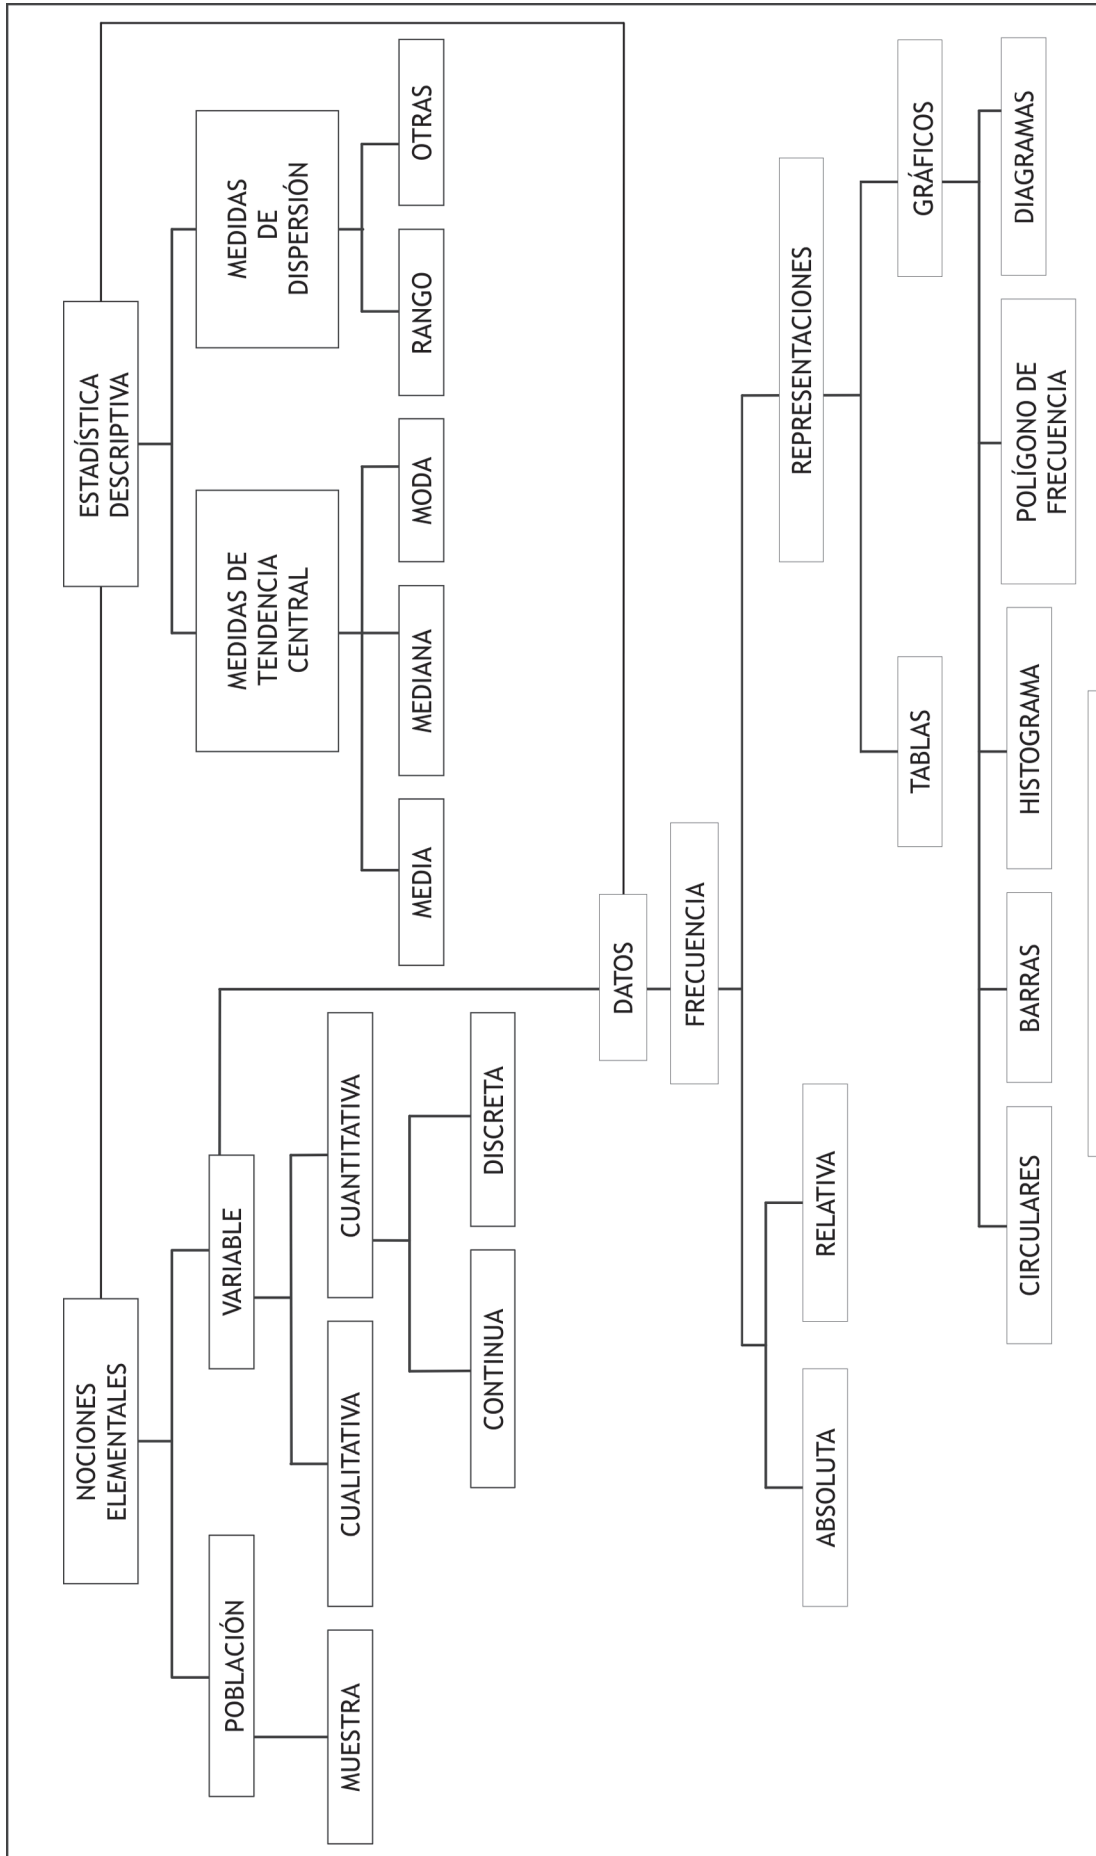 NOCIONES
ELEMENTALES
ESTADÍSTICA
DESCRIPTIVA
POBLACIÓN
VARIABLE
MEDIDAS DE
TENDENCIA
CENTRAL
MEDIDAS
DE
DISPERSIÓN
MUESTRA
CUALITATIVA
CUANTITATIVA
MEDIA
MEDIANA
MODA
RANGO
OTRAS
CONTINUA
DISCRETA
DATOS
FRECUENCIA
ABSOLUTA
RELATIVA
REPRESENTACIONES
TABLAS
GRÁFICOS
CIRCULARES
BARRAS
HISTOGRAMA
POLÍGONO DE
FRECUENCIA
DIAGRAMAS